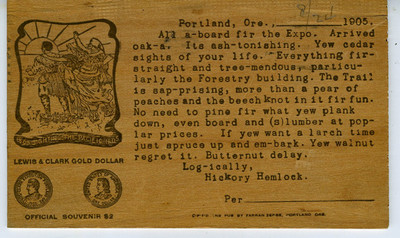 Portland, Ore., 8/24 1905.
All a-board fir the Expo. Arrived
oak-a. Its ash-tonishing. Yew cedar
sights of your life. Everything fir-
straight and tree-mendous, particu-
larly the Forestry building. The Trail
is sap-prising, more than a pear of
peaches and the beech knot in it fir fun.
No need to pine fir what yew plank
down, even board and (s)lumber at pop-
lar prices. If yew want a larch time
just spruce up and em-bark. Yew walnut
regret it. Butternut delay.
Log-ically,
Hickory Hemlock.
Per
LEWIS & CLARK GOLD DOLLAR
OFFICIAL SOUVENIR $2
PORTLAND ORE.